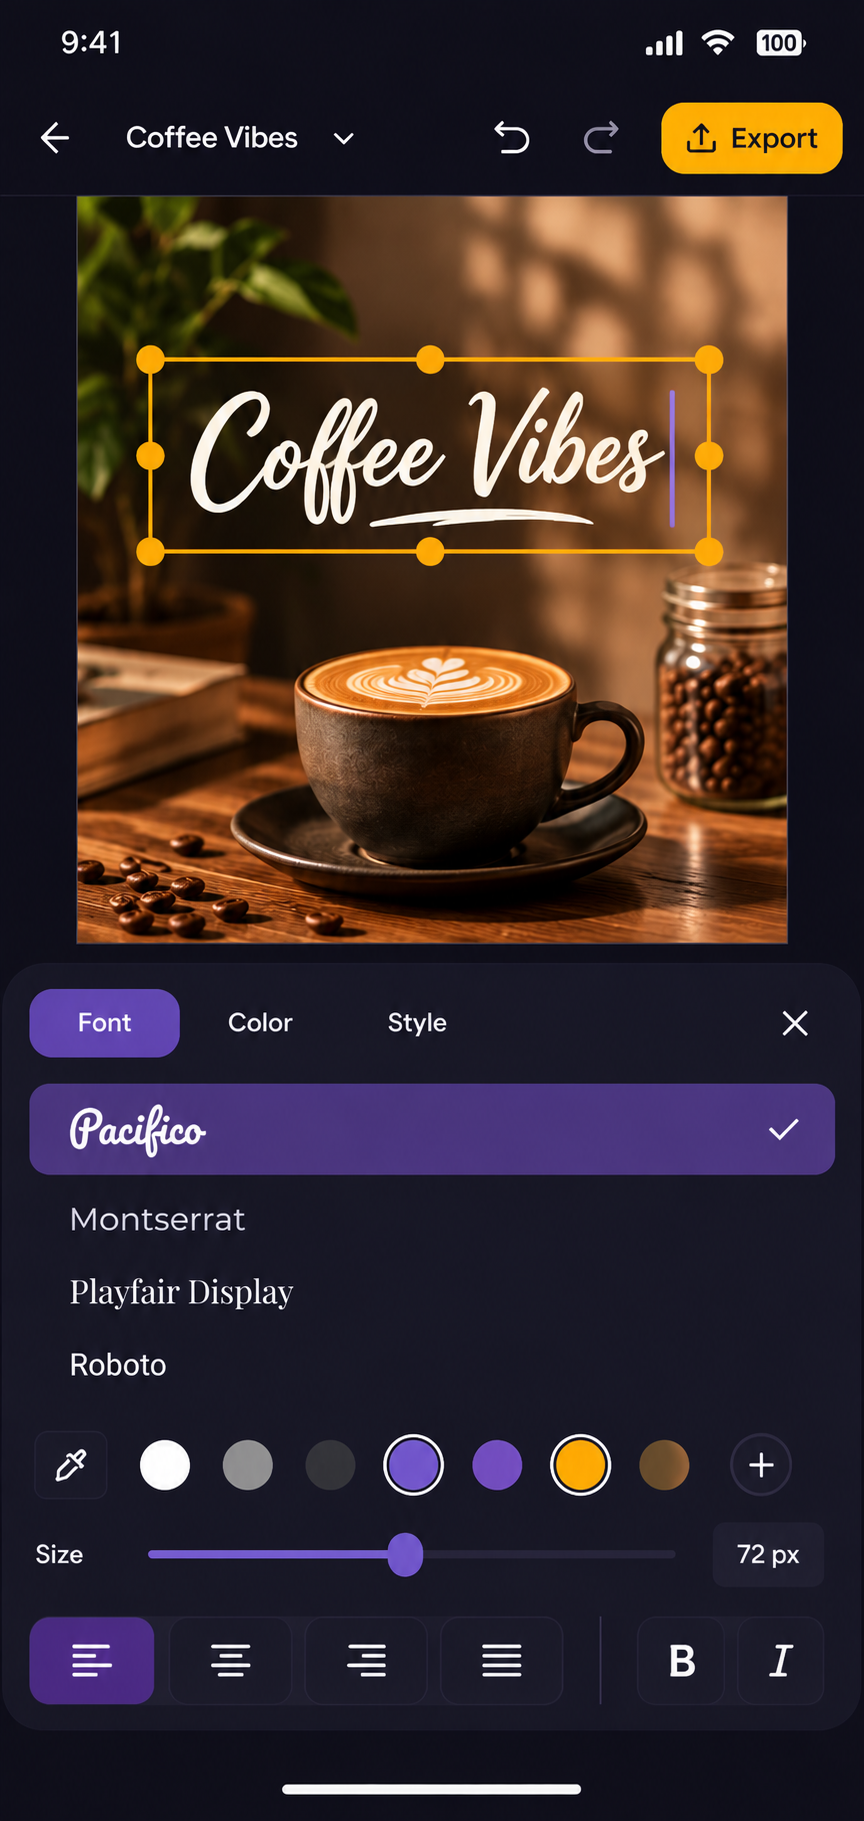 9:41
100
Coffee Vibes
Export
Coffee Vibes
Font Color Style
Pacifico
Montserrat
Playfair Display
Roboto
Size 72 px
B I